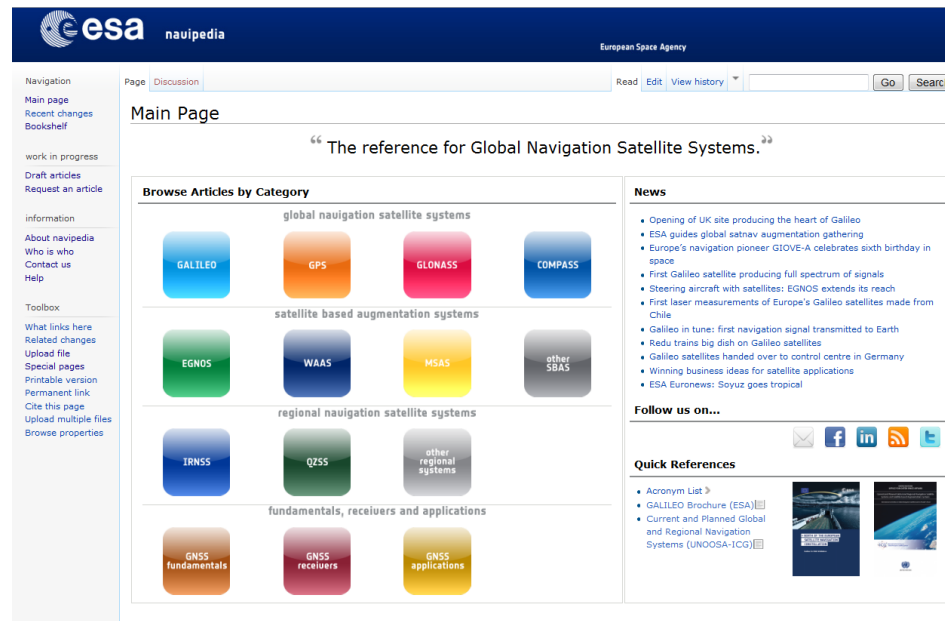 esa navipedia
European Space Agency
Navigation
Main page
Recent changes
Bookshelf
work in progress
Draft articles
Request an article
information
About navipedia
Who is who
Contact us
Help
Toolbox
What links here
Related changes
Upload file
Special pages
Printable version
Permanent link
Cite this page
Upload multiple files
Browse properties
Page Discussion
Read Edit View history Go Searc
Main Page
“ The reference for Global Navigation Satellite Systems.”
Browse Articles by Category
global navigation satellite systems
GALILEO GPS GLONASS COMPASS
satellite based augmentation systems
EGNOS WAAS MSAS other
SBAS
regional navigation satellite systems
IRNSS QZSS other
regional
systems
fundamentals, receivers and applications
GNSS
fundamentals
GNSS
receivers
GNSS
applications
News
Opening of UK site producing the heart of Galileo
ESA guides global satnav augmentation gathering
Europe's navigation pioneer GIOVE-A celebrates sixth birthday in
space
First Galileo satellite producing full spectrum of signals
Steering aircraft with satellites: EGNOS extends its reach
First laser measurements of Europe's Galileo satellites made from
Chile
Galileo in tune: first navigation signal transmitted to Earth
Redu trains big dish on Galileo satellites
Galileo satellites handed over to control centre in Germany
Winning business ideas for satellite applications
ESA Euronews: Soyuz goes tropical
Follow us on...
Quick References
Acronym List
GALILEO Brochure (ESA)
Current and Planned Global
and Regional Navigation
Systems (UNOOSA-ICG)